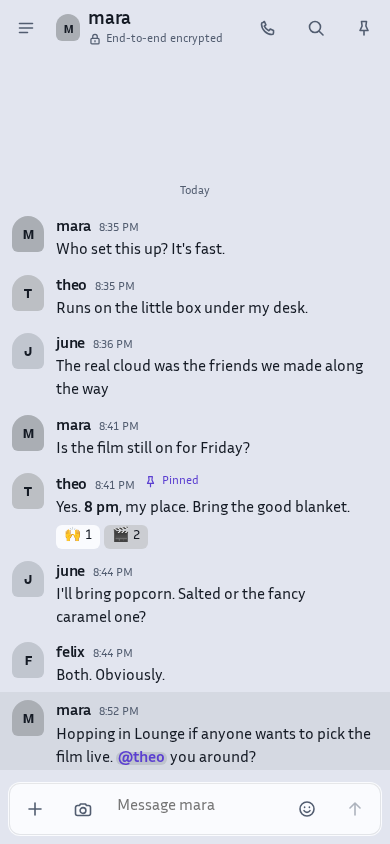 M
mara
End-to-end encrypted
Today
M
mara 8:35 PM
Who set this up? It's fast.
T
theo 8:35 PM
Runs on the little box under my desk.
J
june 8:36 PM
The real cloud was the friends we made along
the way
M
mara 8:41 PM
Is the film still on for Friday?
T
theo 8:41 PM Pinned
Yes. 8 pm, my place. Bring the good blanket.
🙌 1 🎬 2
J
june 8:44 PM
I'll bring popcorn. Salted or the fancy
caramel one?
F
felix 8:44 PM
Both. Obviously.
M
mara 8:52 PM
Hopping in Lounge if anyone wants to pick the
film live. @theo you around?
Message mara